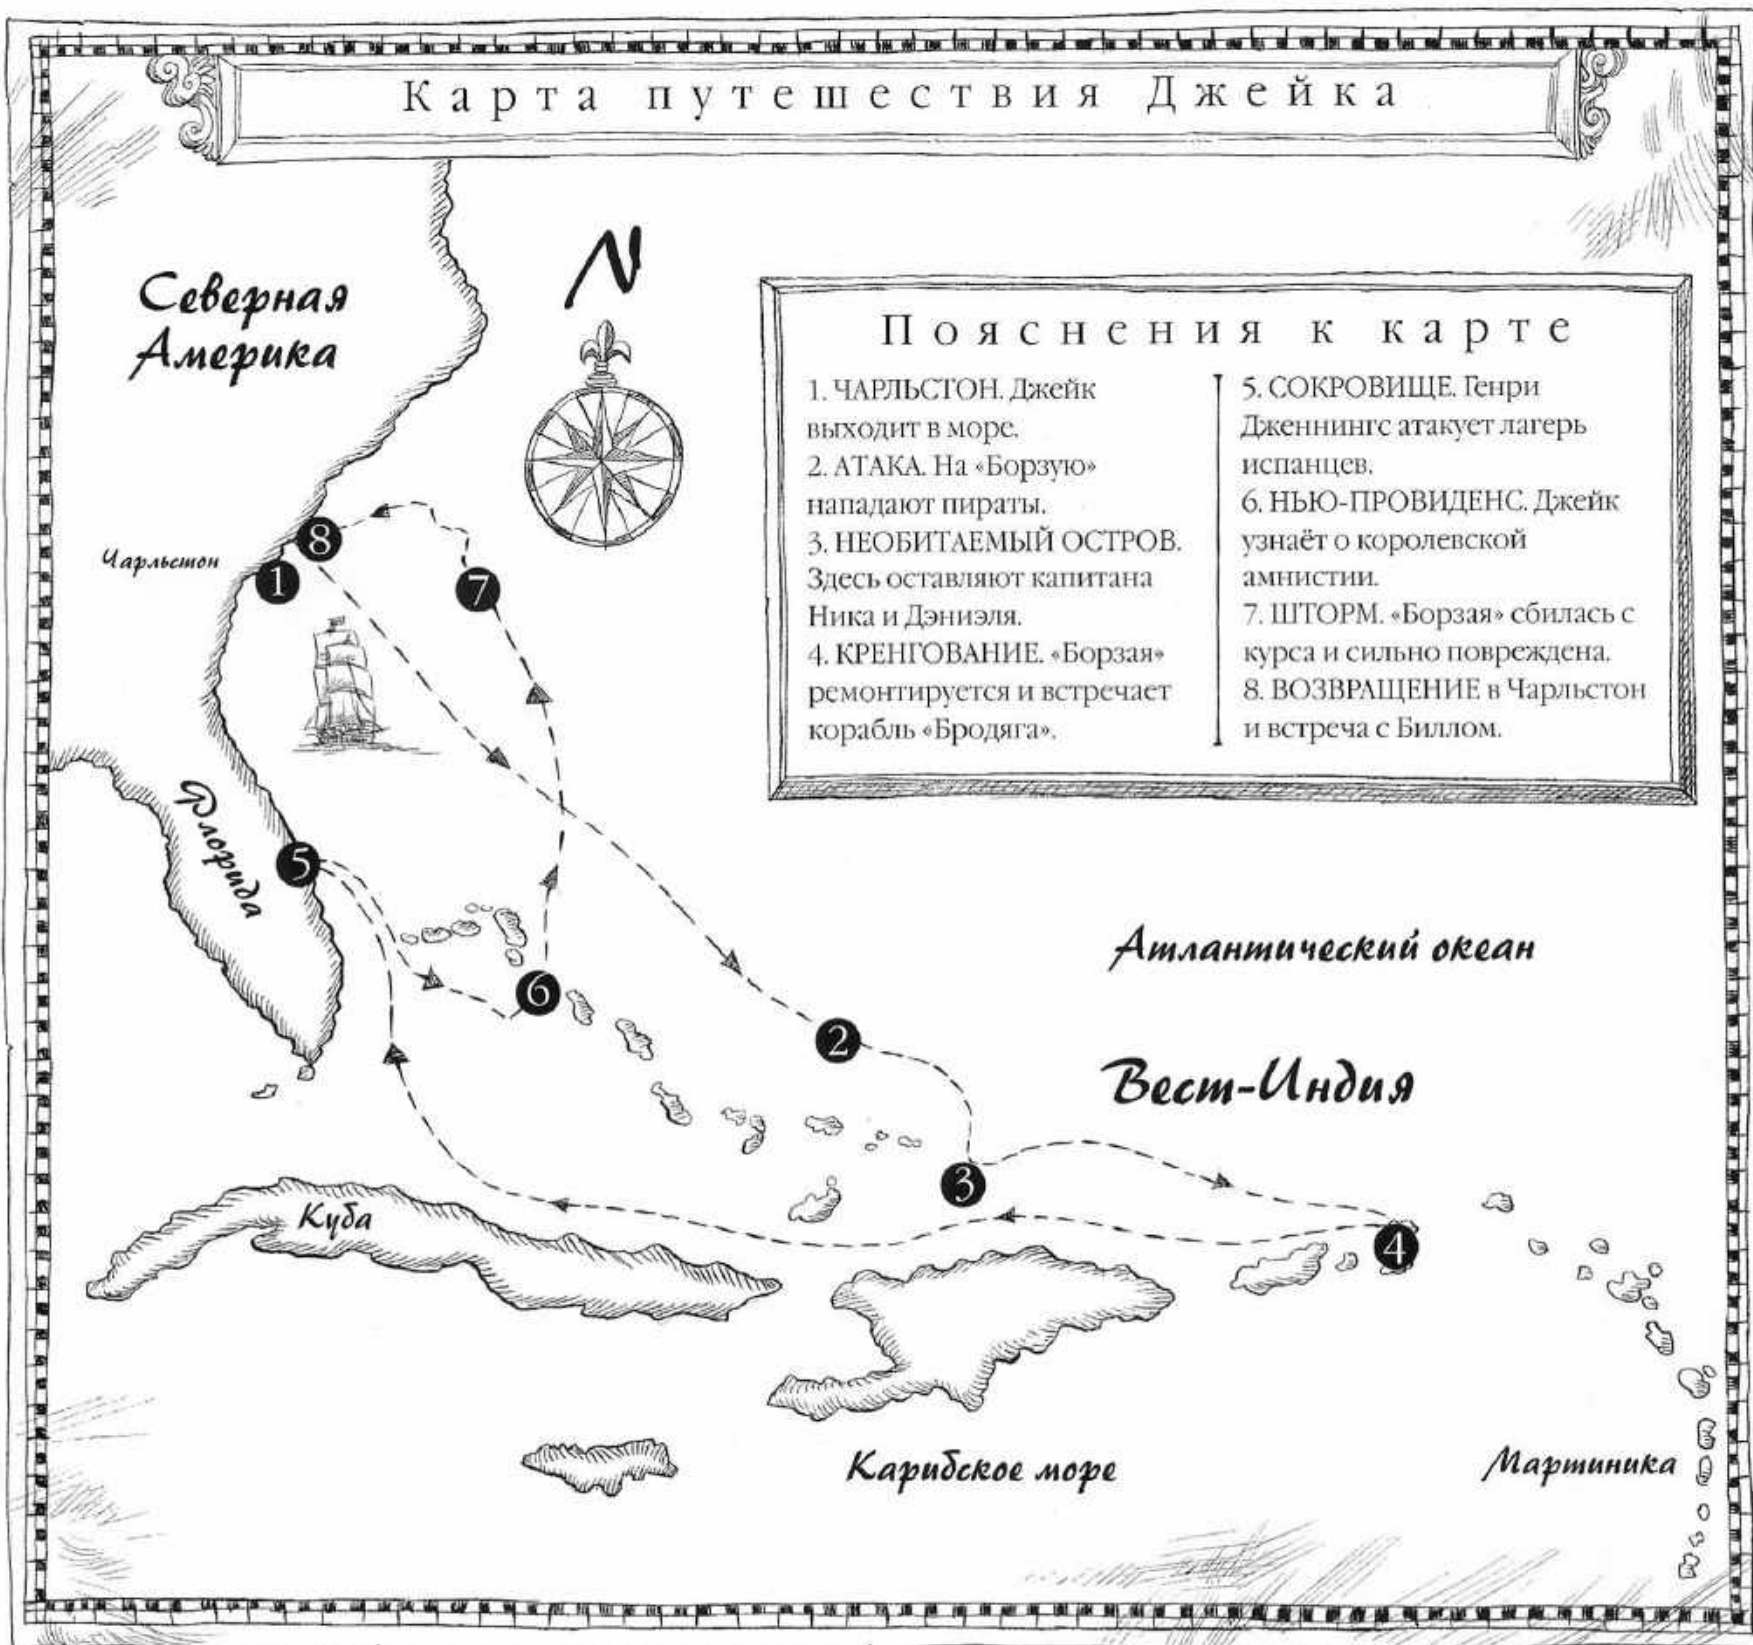 Карта путешествия Джейка
N
Северная
Америка
Пояснения к карте
1. ЧАРЛЬСТОН. Джейк
выходит в море.
2. АТАКА. На «Борзую»
нападают пираты.
3. НЕОБИТАЕМЫЙ ОСТРОВ.
Здесь оставляют капитана
Ника и Дэниэля.
4. КРЕНГОВАНИЕ. «Борзая»
ремонтируется и встречает
корабль «Бродяга».
5. СОКРОВИЩЕ. Генри
Дженнингс атакует лагерь
испанцев.
6. НЬЮ-ПРОВИДЕНС. Джейк
узнаёт о королевской
амнистии.
7. ШТОРМ. «Борзая» сбилась с
курса и сильно повреждена.
8. ВОЗВРАЩЕНИЕ в Чарльстон
и встреча с Биллом.
8
Чарльстон
1
7
Флорида
5
Атлантический океан
6
2
Вест-Индия
3
Куба
4
Карибское море
Мартиника